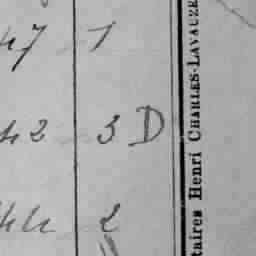 47 1
42 3 D
2
taires Henri CHARLES-LAVAUZE